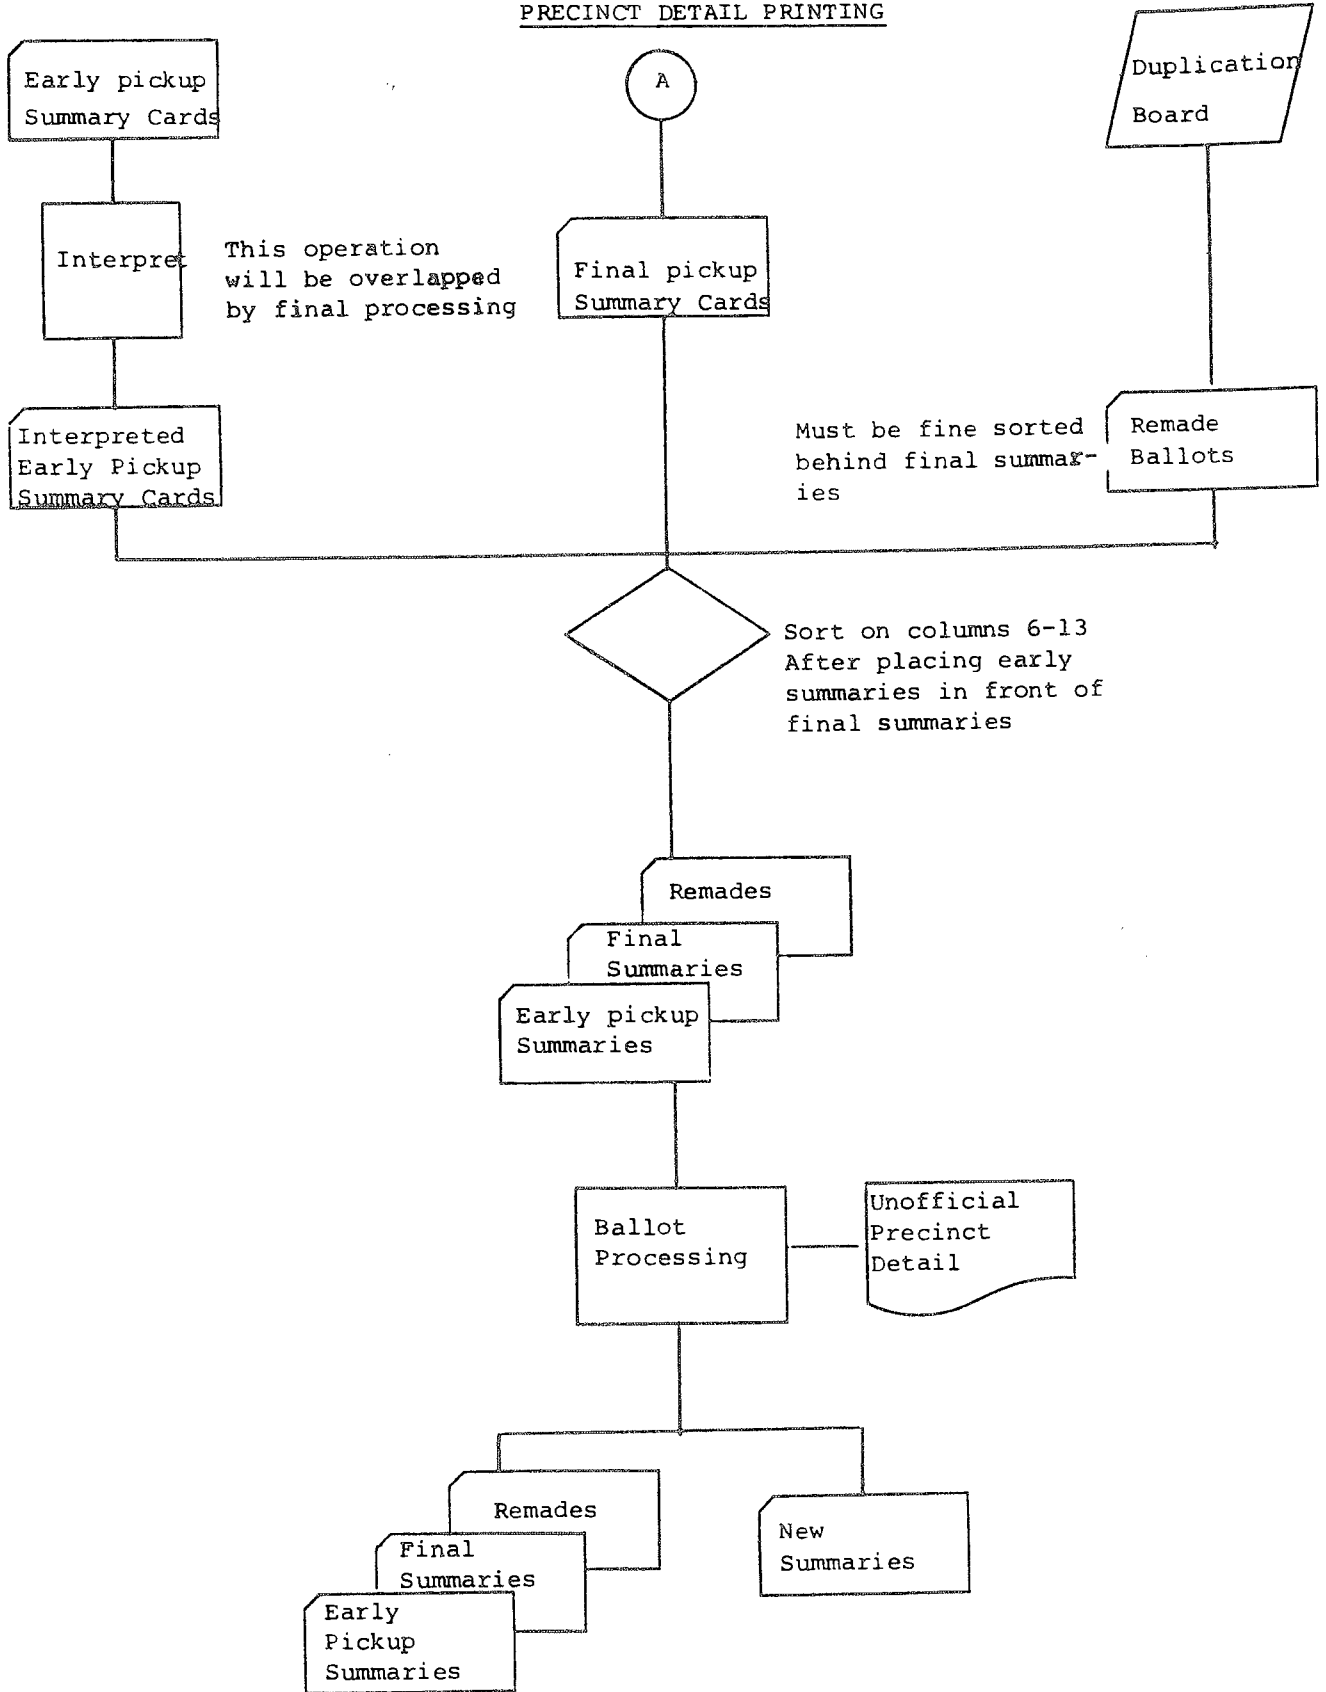 PRECINCT DETAIL PRINTING
Early pickup
Summary Cards
A
Duplication
Board
Interpret
This operation
will be overlapped
by final processing
Final pickup
Summary Cards
Interpreted
Early Pickup
Summary Cards
Must be fine sorted
behind final summar-
ies
Remade
Ballots
Sort on columns 6-13
After placing early
summaries in front of
final summaries
Remades
Final
Summaries
Early pickup
Summaries
Ballot
Processing
Unofficial
Precinct
Detail
Remades
Final
Summaries
Early
Pickup
Summaries
New
Summaries